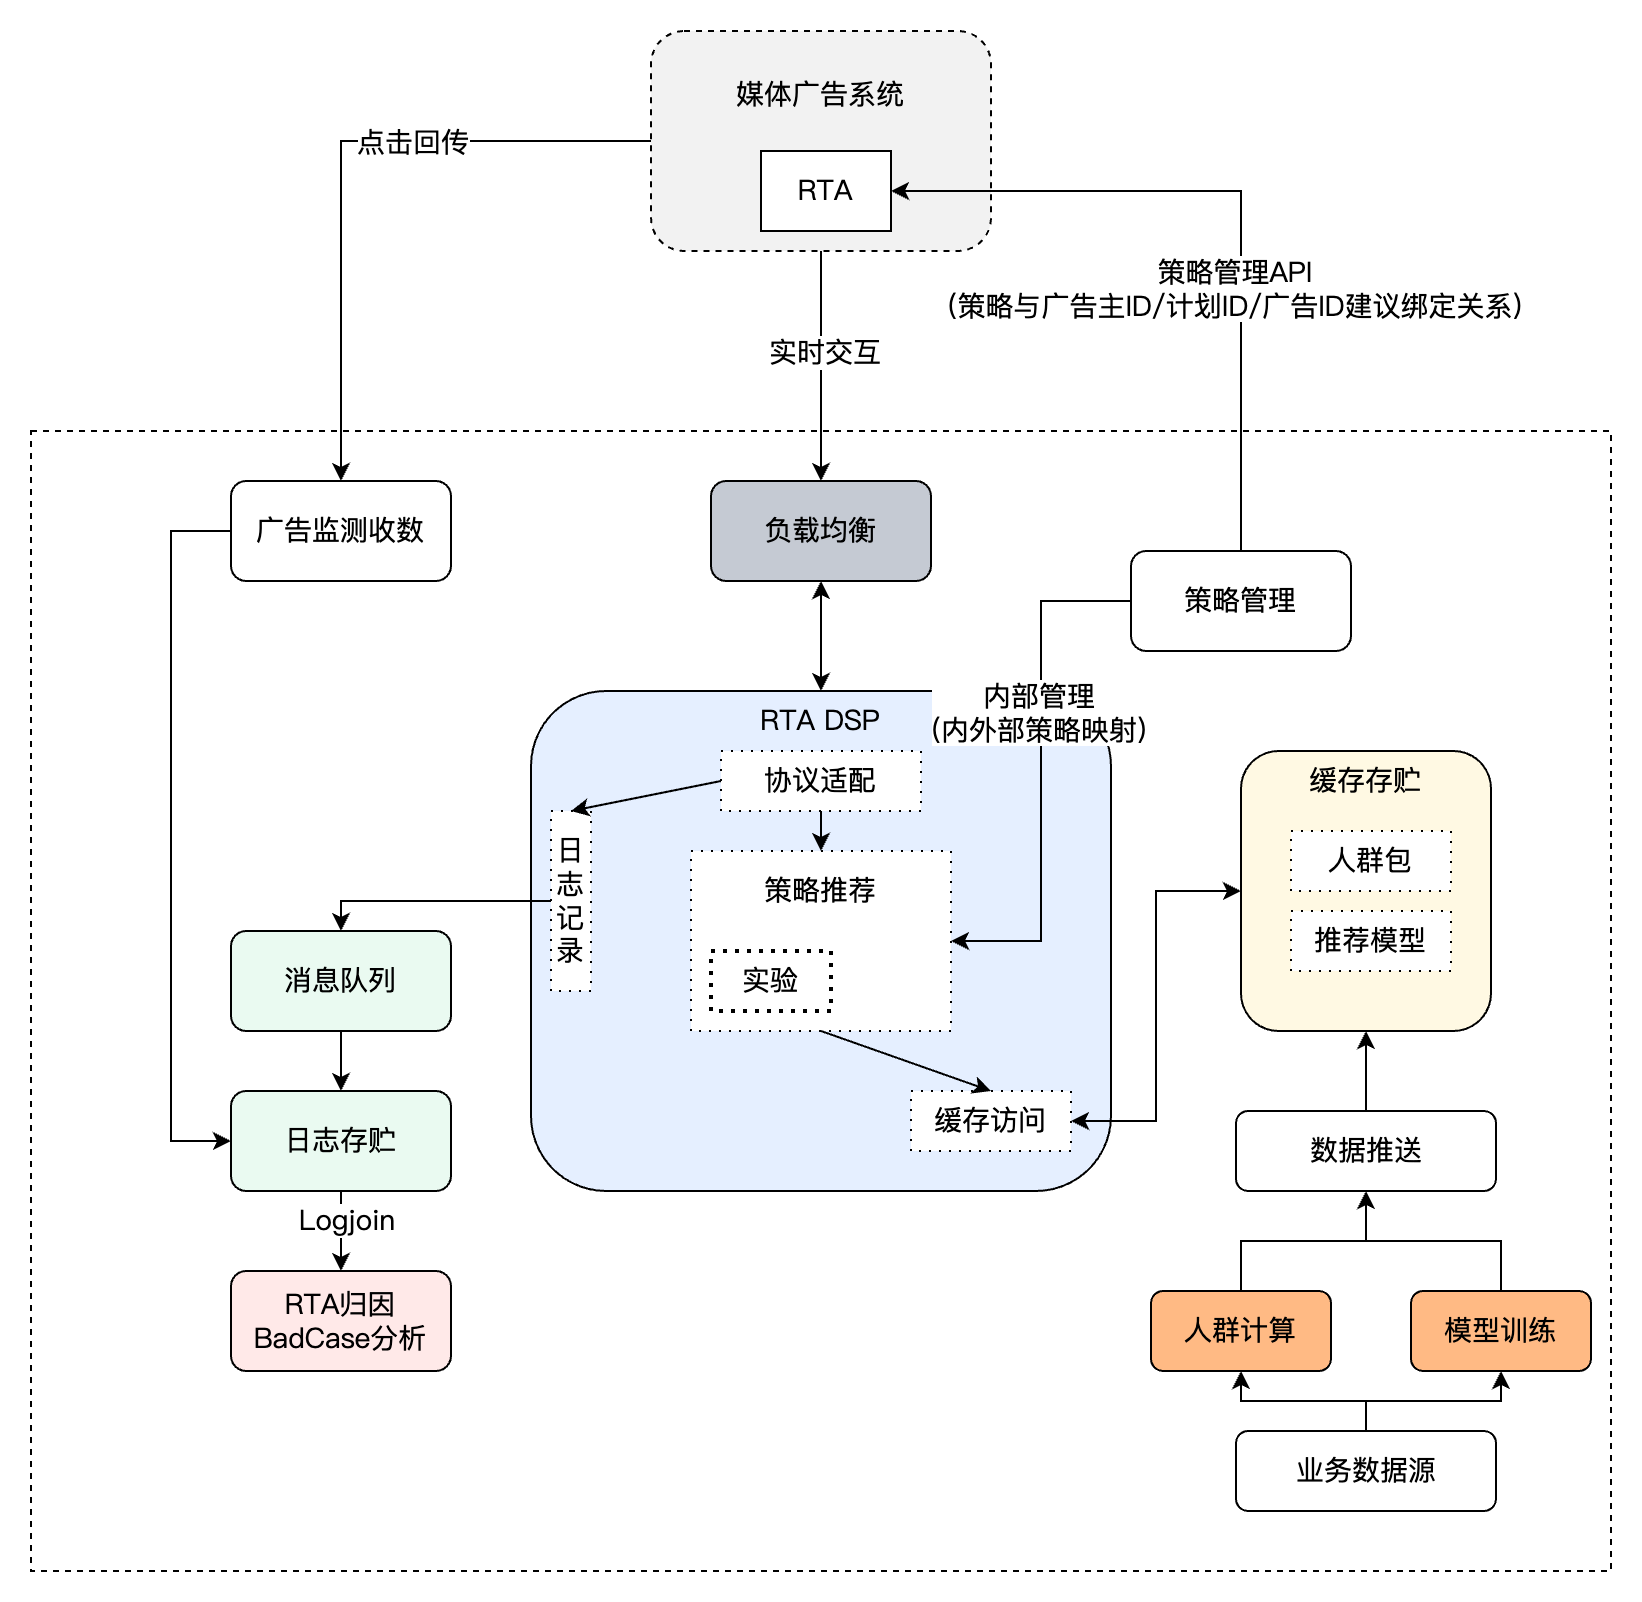 媒体广告系统
点击回传
RTA
策略管理API
(策略与广告主ID/计划ID/广告ID建议绑定关系)
实时交互
广告监测收数
负载均衡
策略管理
内部管理
(内外部策略映射)
RTA DSP
协议适配
缓存存贮
日
志
记
录
人群包
策略推荐
推荐模型
实验
消息队列
缓存访问
日志存贮
数据推送
Logjoin
RTA归因
BadCase分析
人群计算
模型训练
业务数据源